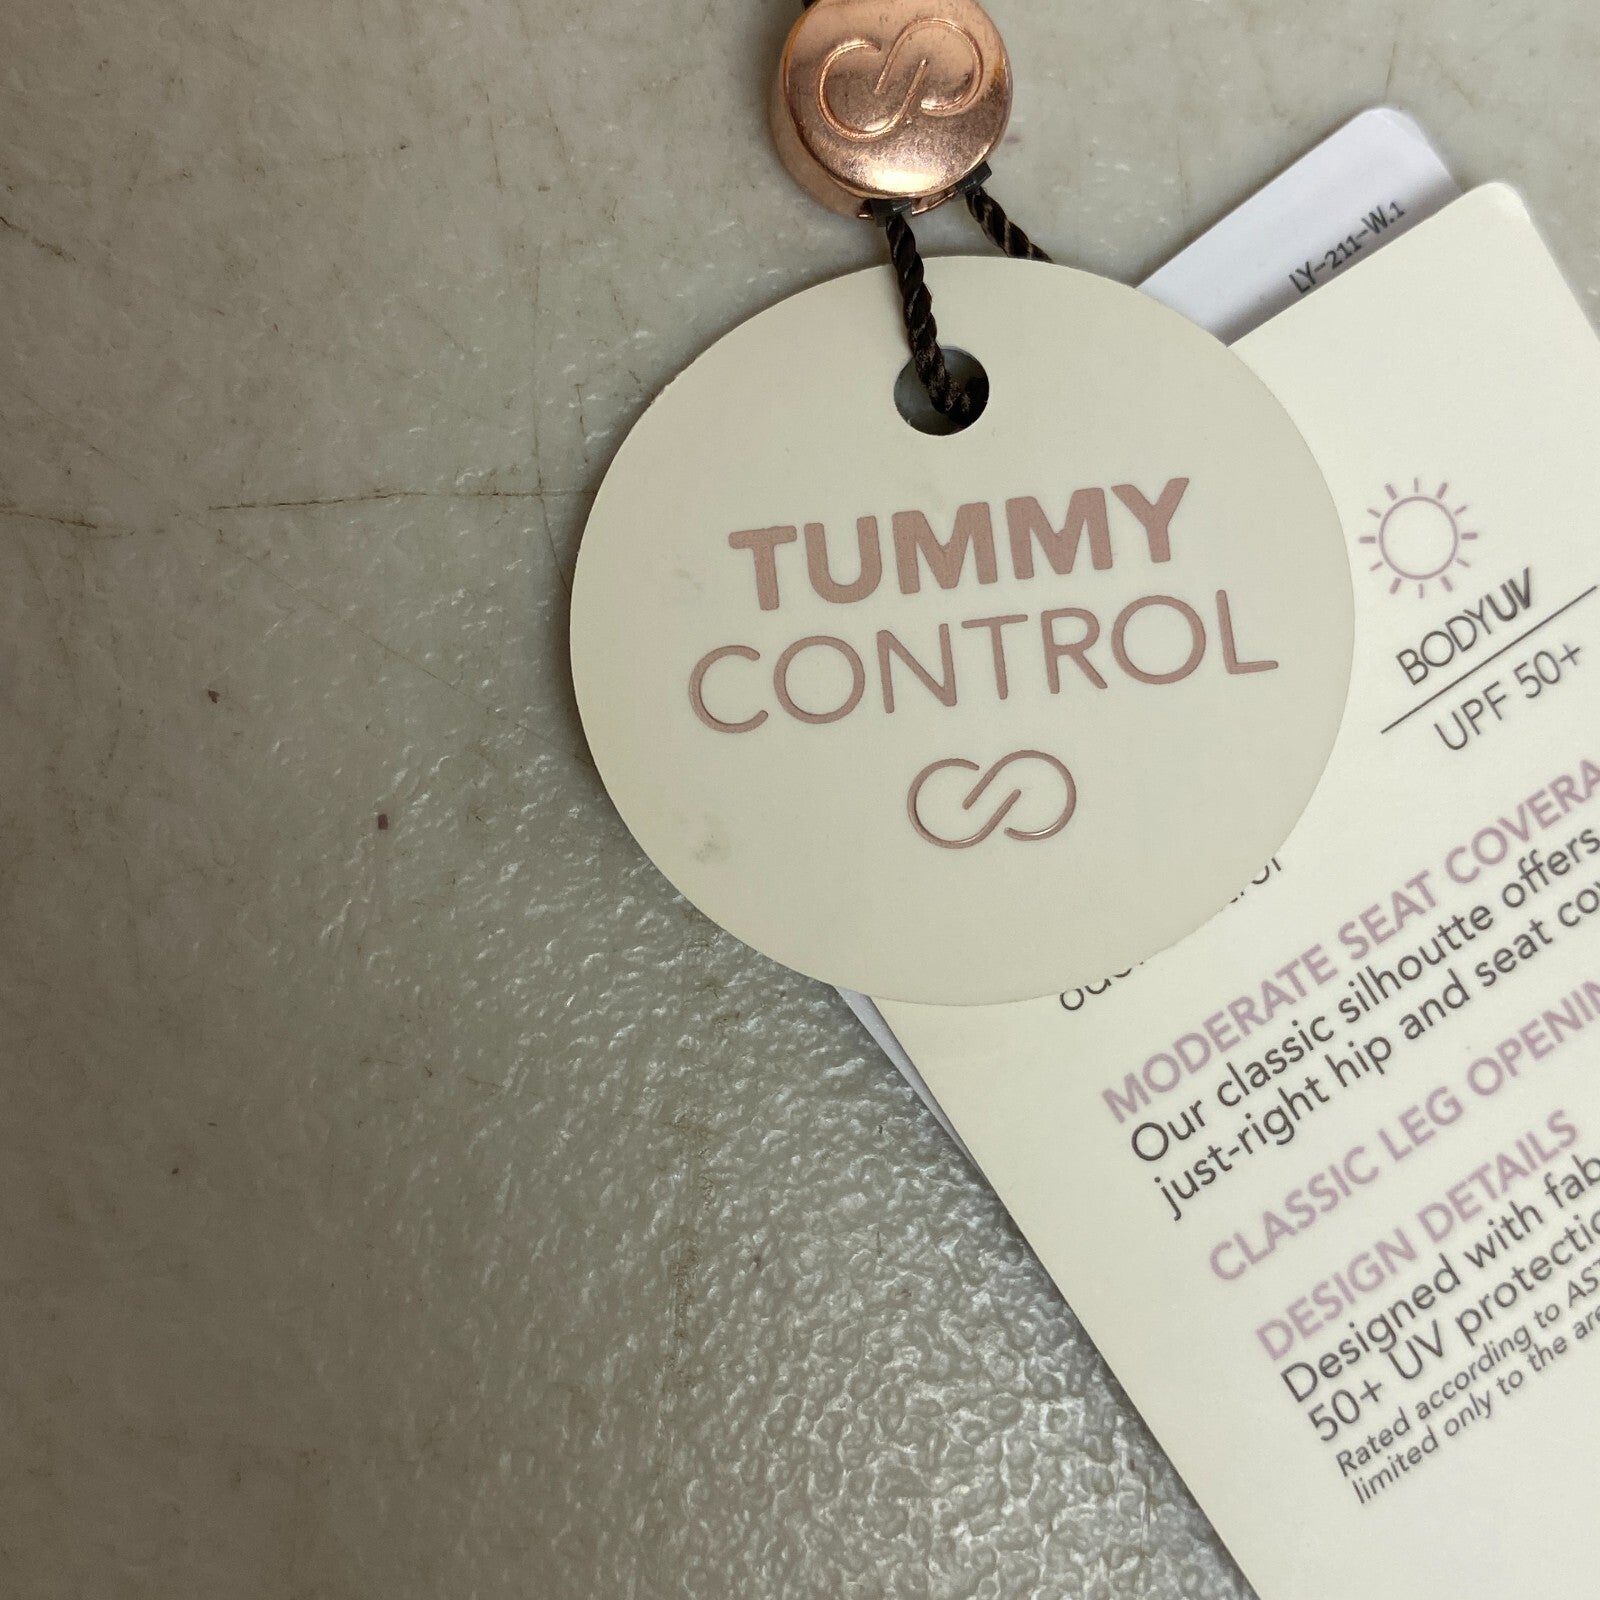 LY-211-W.1
TUMMY
CONTROL
BODYUV
UPF 50+
MODERATE SEAT COVERA
Our classic silhoutte offers
just-right hip and seat co
CLASSIC LEG OPENIN
DESIGN DETAILS
Designed with fab
50+ UV protectio
Rated according to AST
limited only to the are